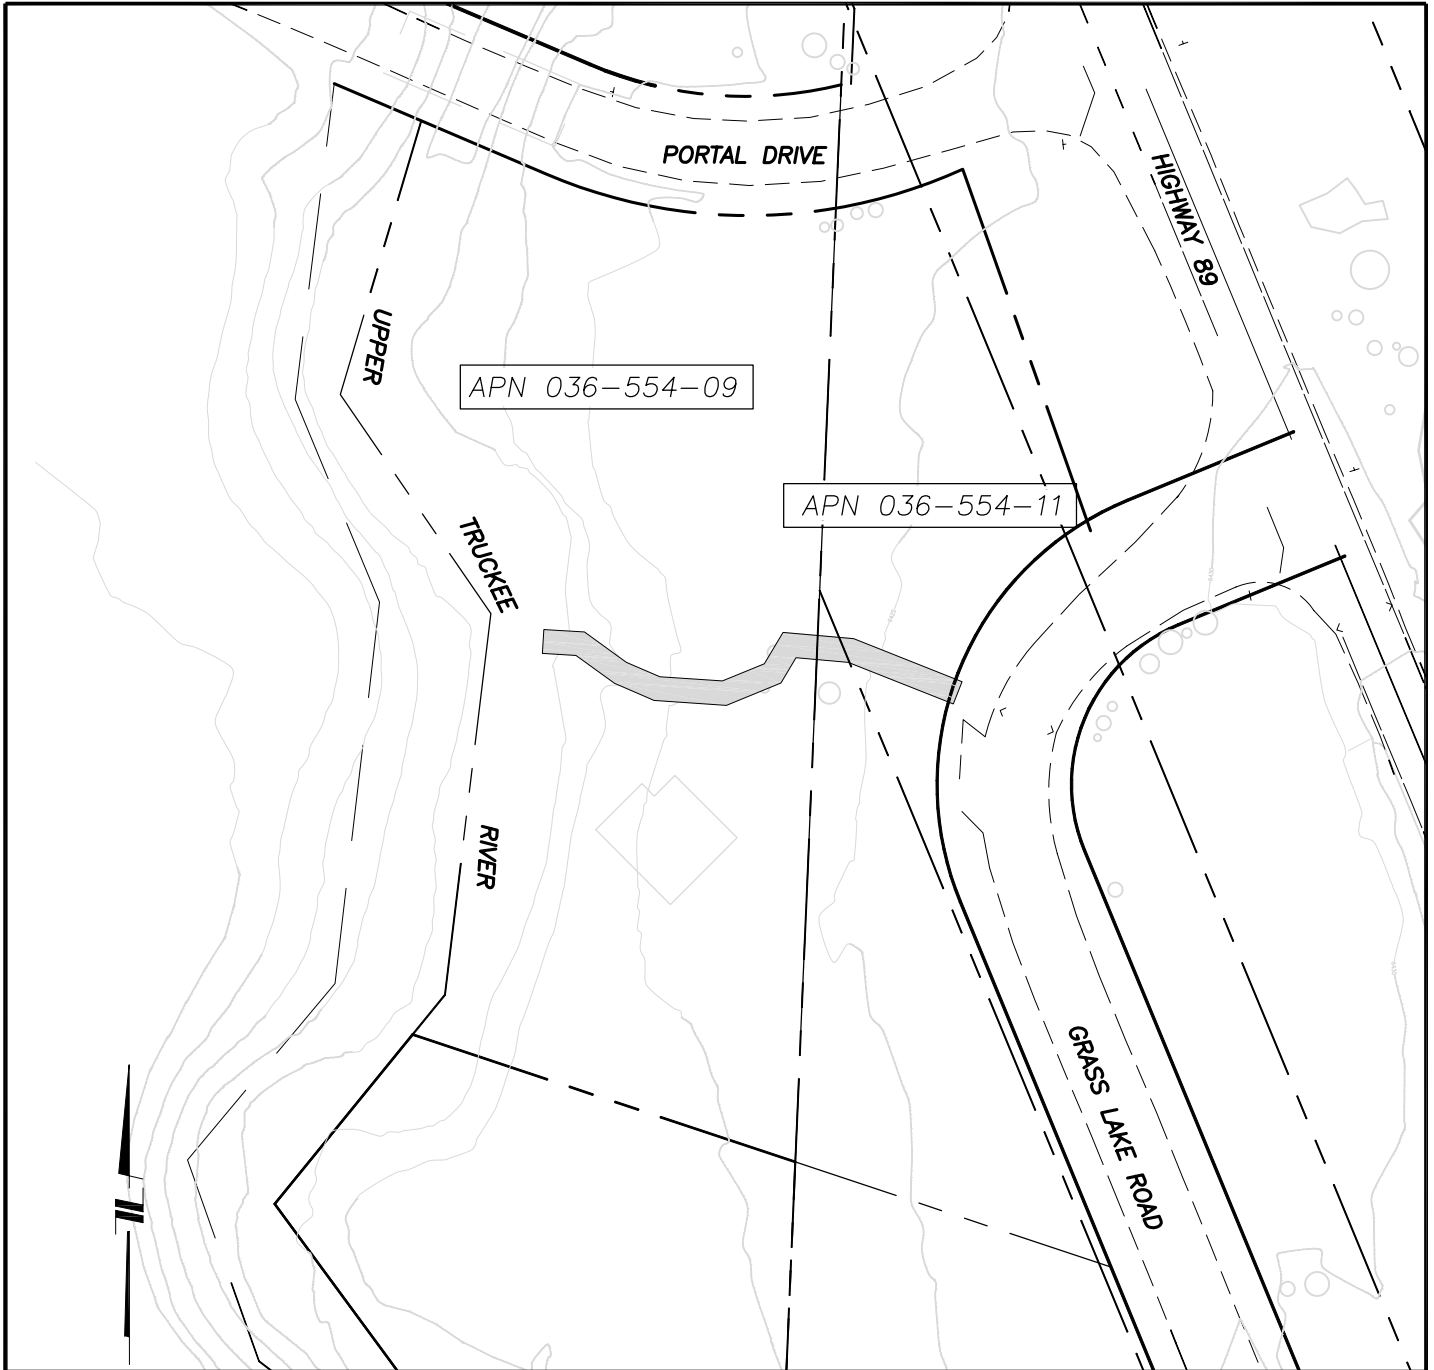 PORTAL DRIVE
HIGHWAY 89
UPPER
APN 036-554-09
APN 036-554-11
TRUCKEE
RIVER
GRASS LAKE ROAD
N